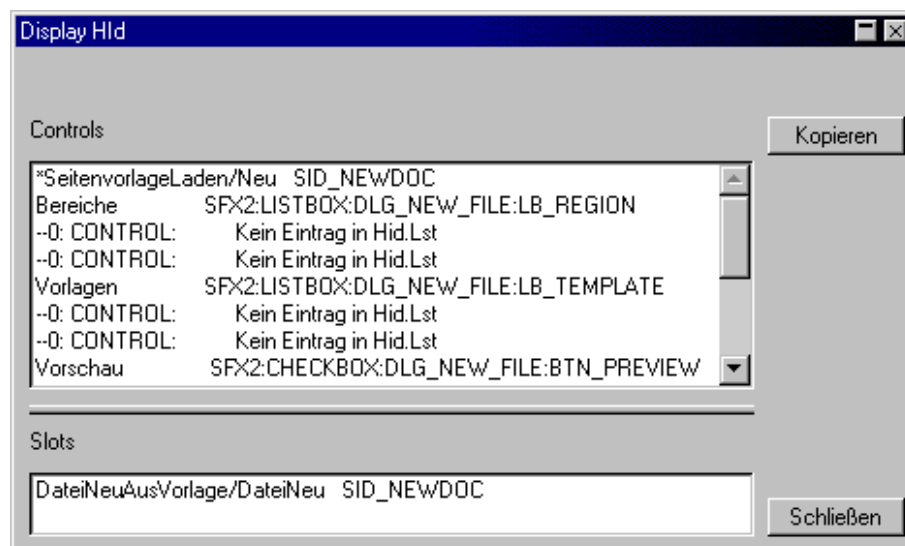 Display HId
Controls
Kopieren
*SeitenvorlageLaden/Neu SID_NEWDOC
Bereiche SFX2:LISTBOX:DLG_NEW_FILE:LB_REGION
--0: CONTROL: Kein Eintrag in Hid.Lst
--0: CONTROL: Kein Eintrag in Hid.Lst
Vorlagen SFX2:LISTBOX:DLG_NEW_FILE:LB_TEMPLATE
--0: CONTROL: Kein Eintrag in Hid.Lst
--0: CONTROL: Kein Eintrag in Hid.Lst
Vorschau SFX2:CHECKBOX:DLG_NEW_FILE:BTN_PREVIEW
Slots
DateiNeuAusVorlage/DateiNeu SID_NEWDOC
Schließen